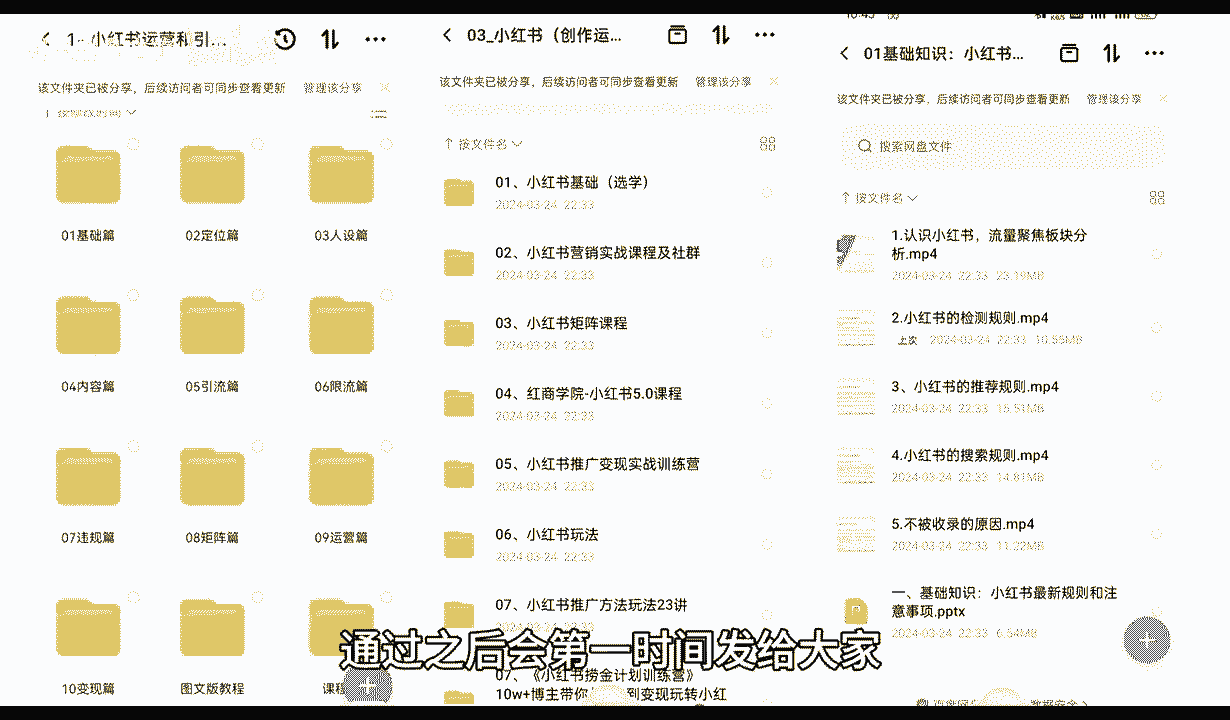 1- 小红书运营和引...
该文件夹已被分享，后续访问者可同步查看更新 管理该分享
01基础篇 02定位篇 03人设篇
04内容篇 05引流篇 06限流篇
07违规篇 08矩阵篇 09运营篇
10变现篇 图文版教程 课程
03_小红书（创作运...
该文件夹已被分享，后续访问者可同步查看更新 管理该分享
按文件名
01、小红书基础（选学）
2024-03-24 22:33
02、小红书营销实战课程及社群
2024-03-24 22:33
03、小红书矩阵课程
2024-03-24 22:33
04、红商学院-小红书5.0课程
2024-03-24 22:33
05、小红书推广变现实战训练营
2024-03-24 22:33
06、小红书玩法
2024-03-24 22:33
07、小红书推广方法玩法23讲
07、《小红书捞金计划训练营》
10w+博主带你 到变现玩转小红
01基础知识：小红书...
该文件夹已被分享，后续访问者可同步查看更新 管理该分享
搜索网盘文件
按文件名
1.认识小红书，流量聚焦板块分
析.mp4
2024-03-24 22:33 23.19MB
2.小红书的检测规则.mp4
上次 2024-03-24 22:33 10.55MB
3、小红书的推荐规则.mp4
2024-03-24 22:33 15.51MB
4.小红书的搜索规则.mp4
2024-03-24 22:33 14.81MB
5.不被收录的原因.mp4
2024-03-24 22:33 11.22MB
一、基础知识：小红书最新规则和注
意事项.pptx
2024-03-24 22:33 6.54MB
通过之后会第一时间发给大家